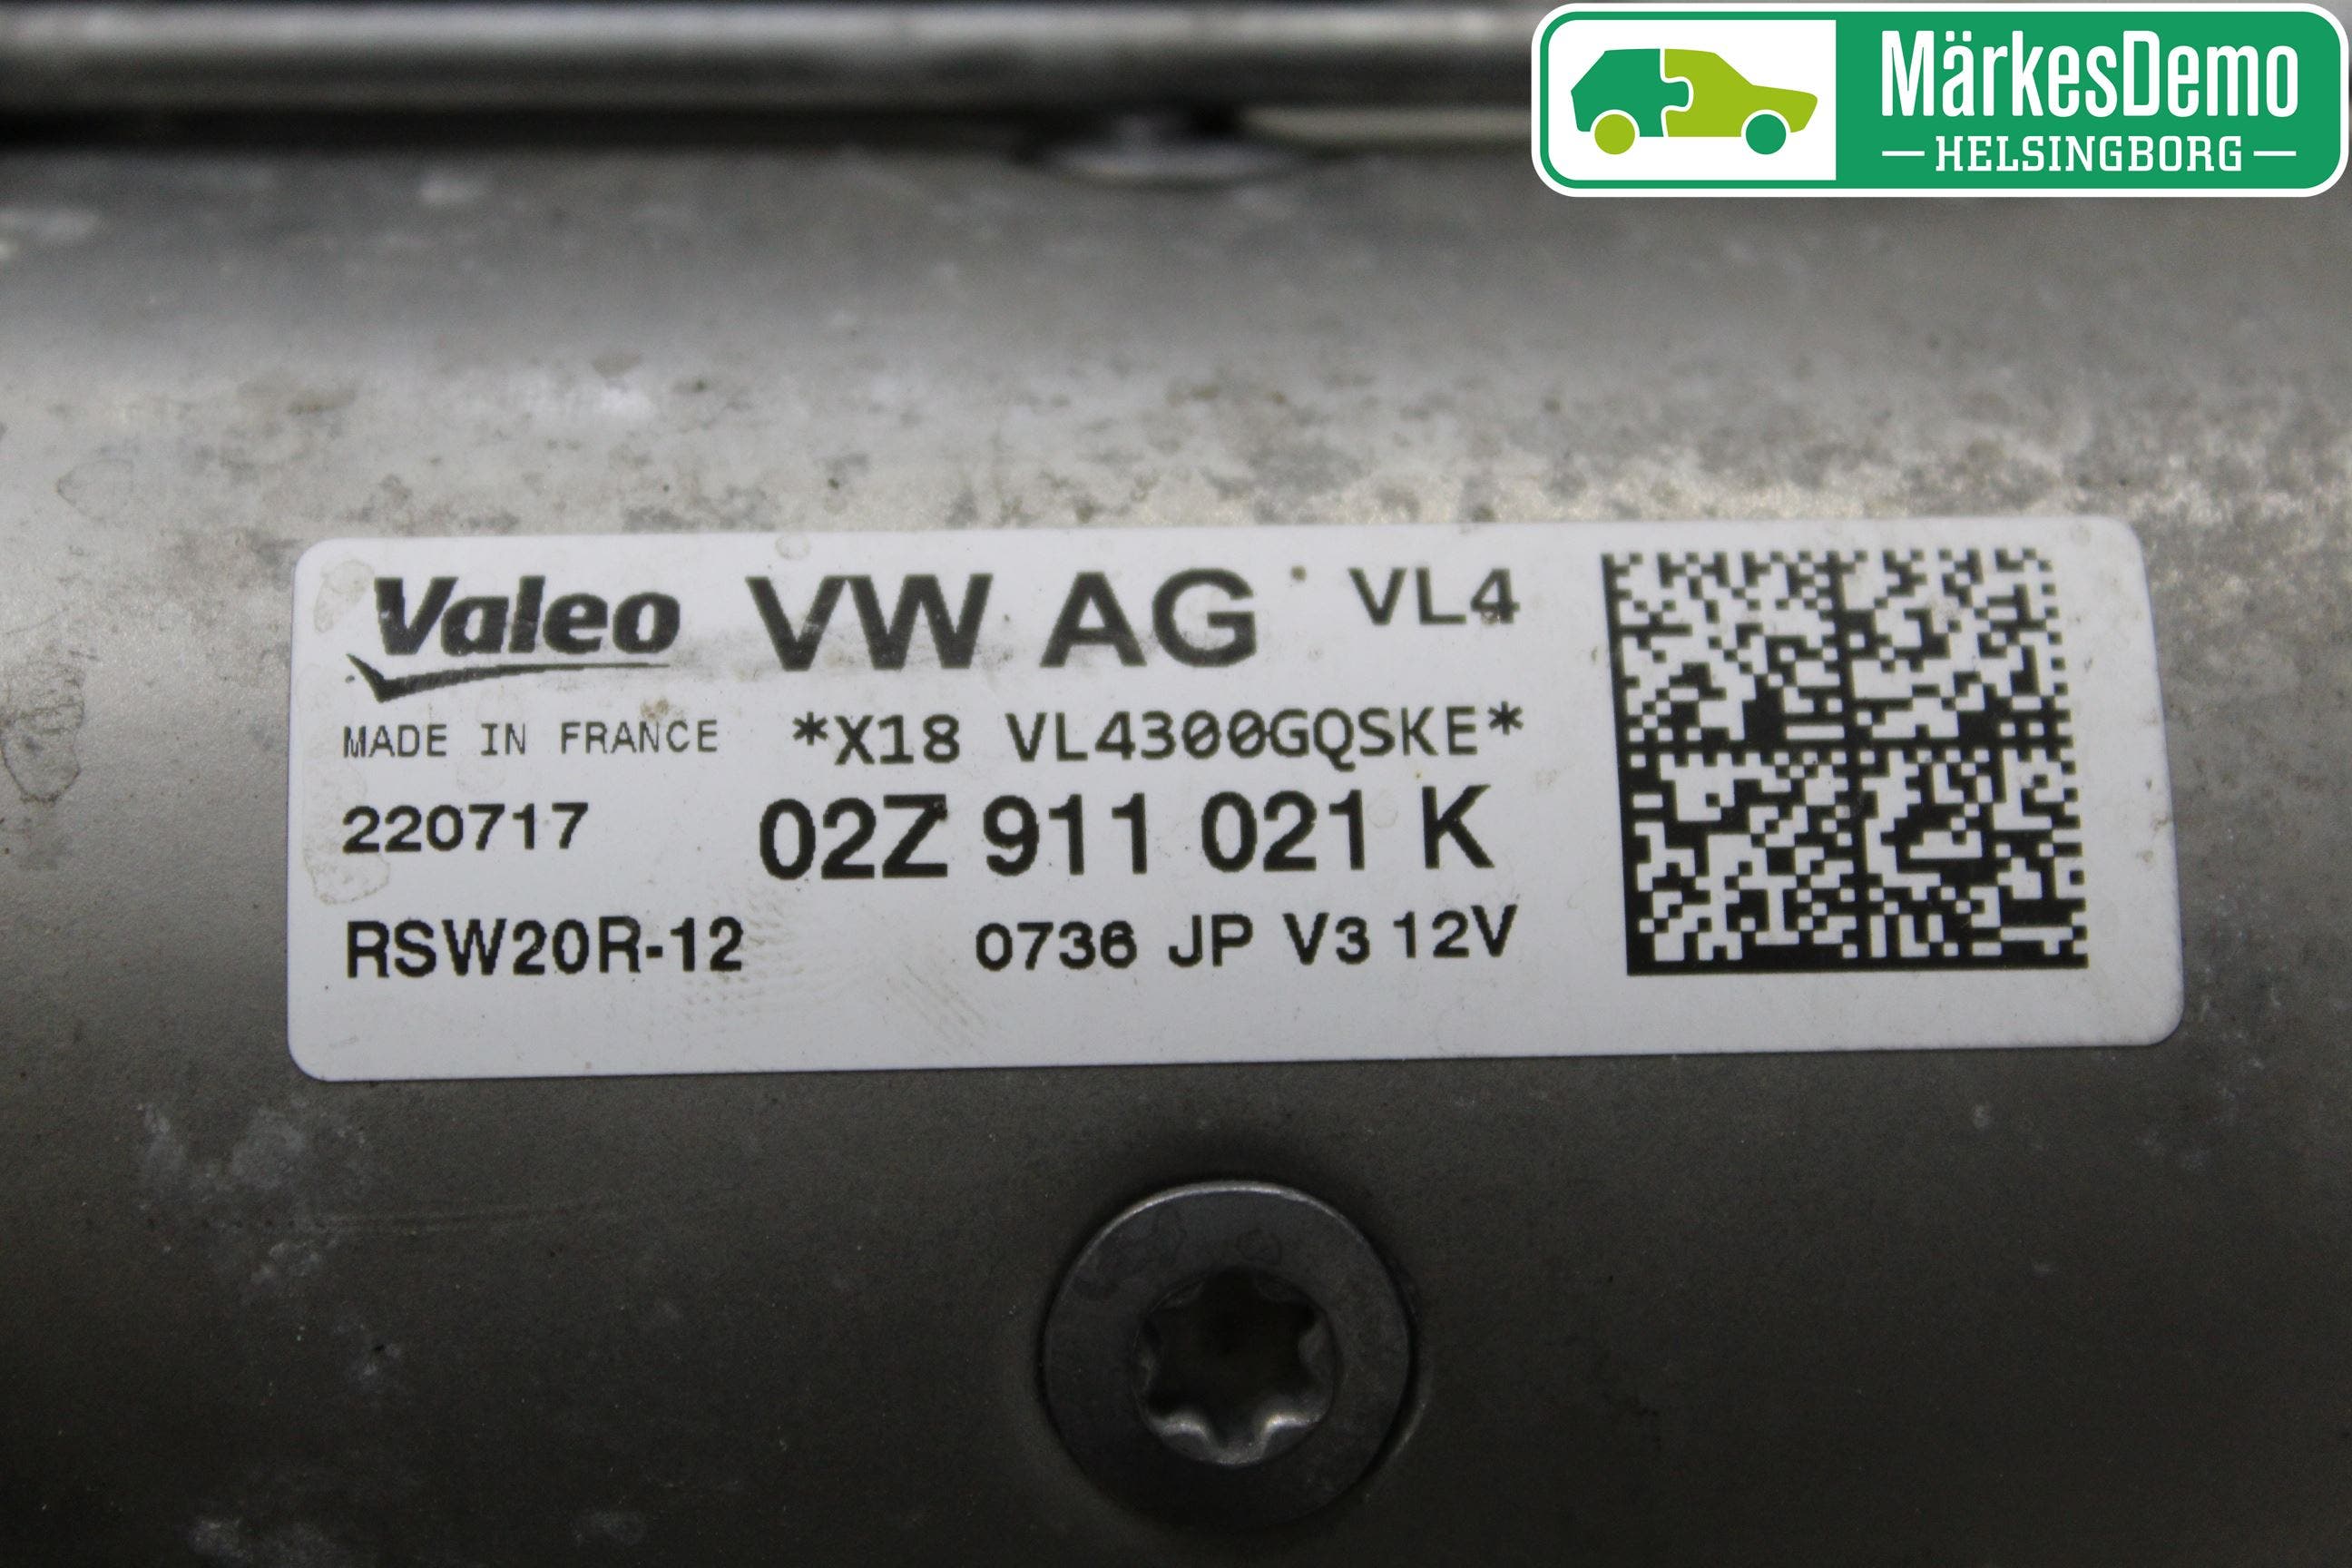 MärkesDemo
HELSINGBORG
Valeo VW AG VL4
MADE IN FRANCE *X18 VL4300GQSKE*
220717 02Z 911 021 K
RSW20R-12 0736 JP V3 12V